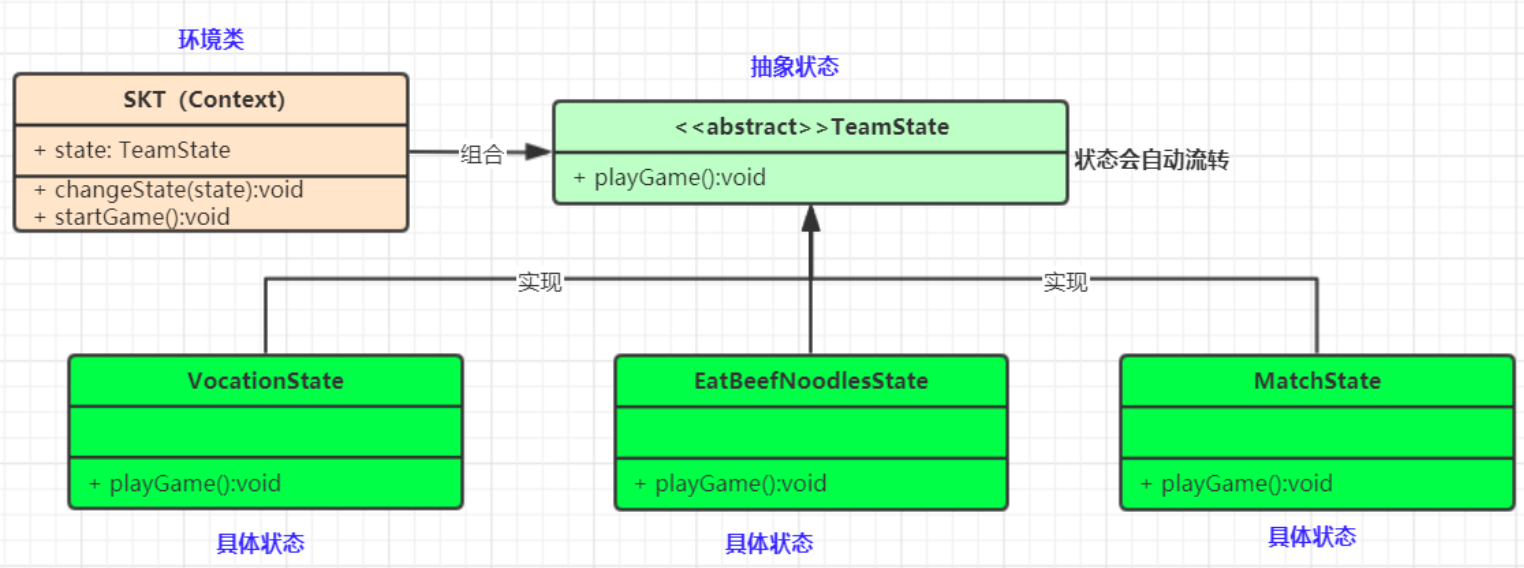 环境类
抽象状态
SKT（Context)
+ state: TeamState
+ changeState(state):void
+ startGame():void
组合
<<abstract>>TeamState
+ playGame():void
状态会自动流转
实现
实现
VocationState
+ playGame():void
EatBeefNoodlesState
+ playGame():void
MatchState
+ playGame():void
具体状态
具体状态
具体状态